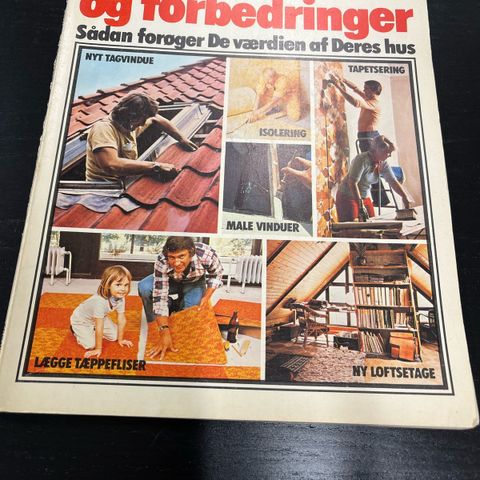 og forbedringer
Sådan forøger De værdien af Deres hus
NYT TAGVINDUE
TAPETSERING
ISOLERING
MALE VINDUER
LÆGGE TÆPPEFLISER
NY LOFTSETAGE